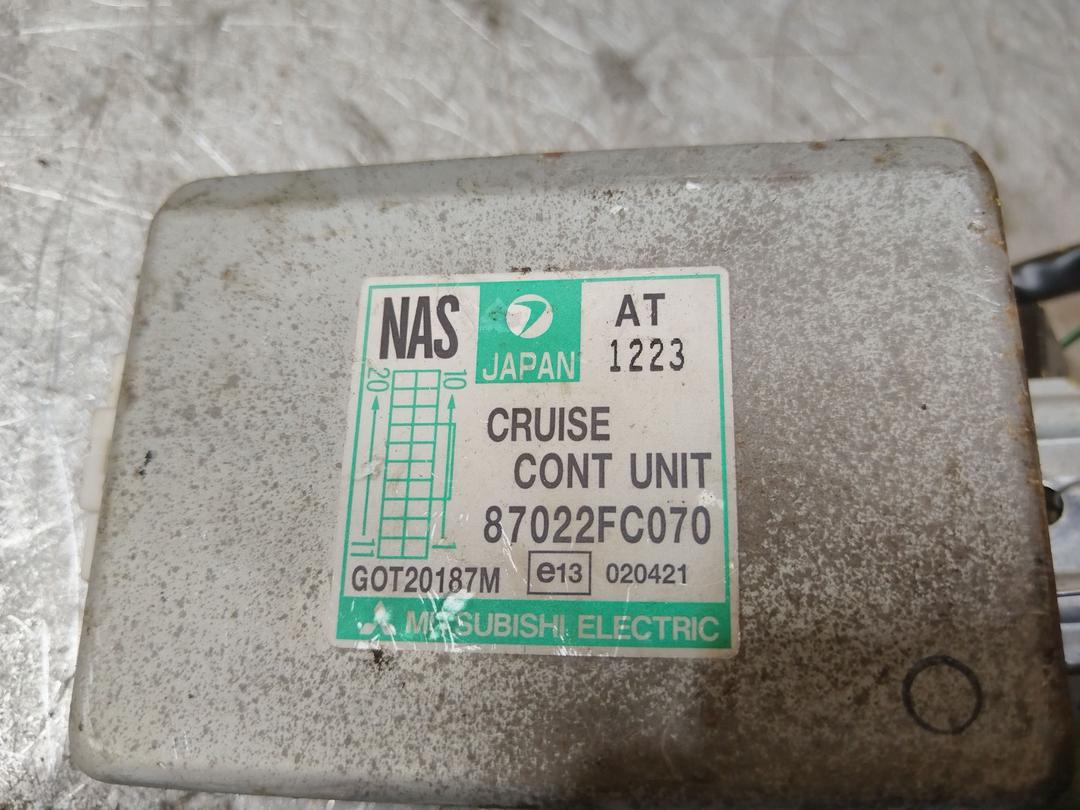 NAS
JAPAN
AT
1223
20
10
11
1
CRUISE
CONT UNIT
87022FC070
GOT20187M
e13
020421
MITSUBISHI ELECTRIC